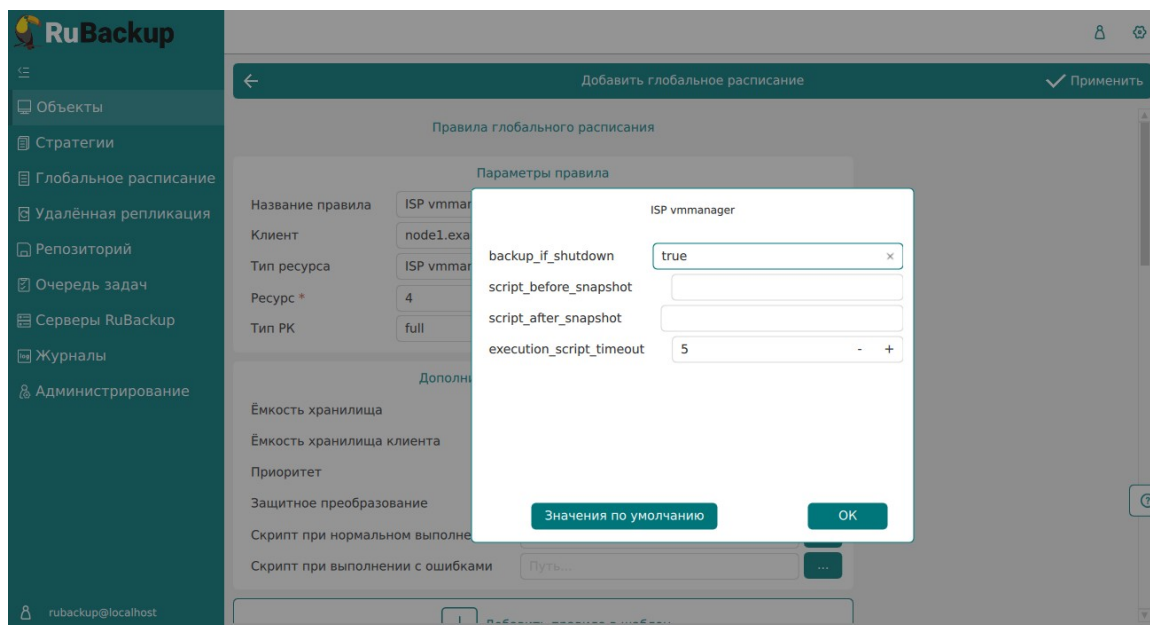 RuBackup
Добавить глобальное расписание
Применить
Объекты
Стратегии
Глобальное расписание
Удалённая репликация
Репозиторий
Очередь задач
Серверы RuBackup
Журналы
Администрирование
rubackup@localhost
Правила глобального расписания
Параметры правила
Название правила
ISP vmmar
Клиент
node1.exa
Тип ресурса
ISP vmmar
Ресурс *
4
Тип РК
full
Дополн
Ёмкость хранилища
Ёмкость хранилища клиента
Приоритет
Защитное преобразование
Скрипт при нормальном выполне
Скрипт при выполнении с ошибками
Путь...
...
Добавить правило в шаблон
ISP vmmanager
backup_if_shutdown
true
script_before_snapshot
script_after_snapshot
execution_script_timeout
5
- +
Значения по умолчанию
OK